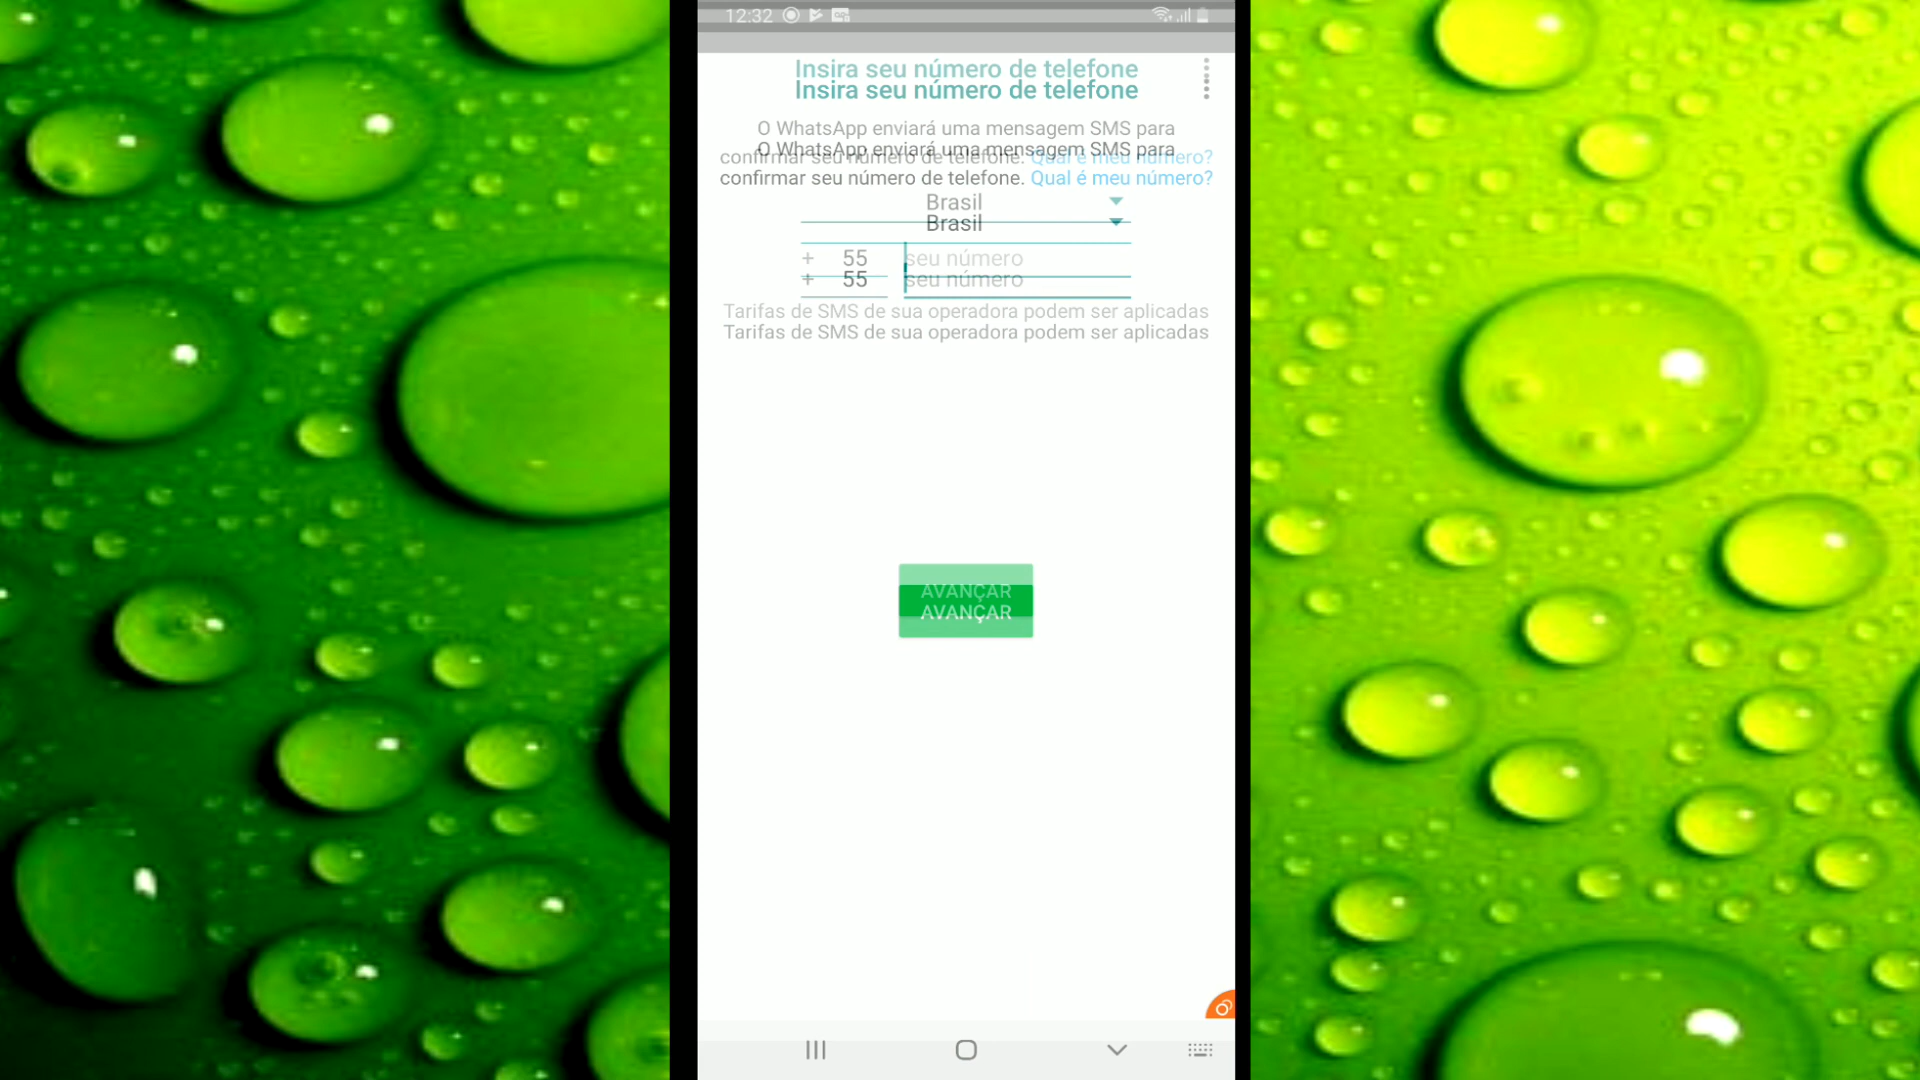 12:32
Insira seu número de telefone
Insira seu número de telefone
O WhatsApp enviará uma mensagem SMS para
O WhatsApp enviará uma mensagem SMS para
confirmar seu número de telefone. Qual é meu número?
confirmar seu número de telefone. Qual é meu número?
Brasil
Brasil
+ 55 seu número
+ 55 seu número
Tarifas de SMS de sua operadora podem ser aplicadas
Tarifas de SMS de sua operadora podem ser aplicadas
AVANÇAR
AVANÇAR